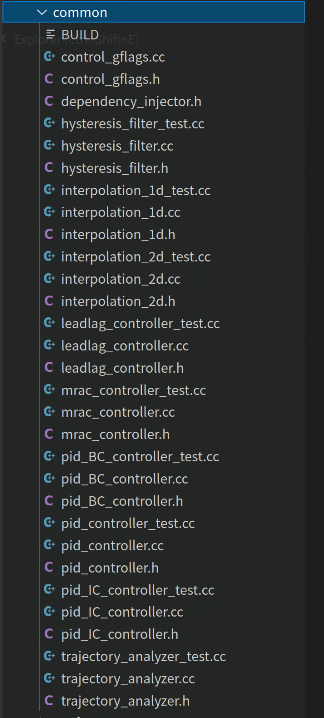 common
BUILD
control_gflags.cc
control_gflags.h
dependency_injector.h
hysteresis_filter_test.cc
hysteresis_filter.cc
hysteresis_filter.h
interpolation_1d_test.cc
interpolation_1d.cc
interpolation_1d.h
interpolation_2d_test.cc
interpolation_2d.cc
interpolation_2d.h
leadlag_controller_test.cc
leadlag_controller.cc
leadlag_controller.h
mrac_controller_test.cc
mrac_controller.cc
mrac_controller.h
pid_BC_controller_test.cc
pid_BC_controller.cc
pid_BC_controller.h
pid_controller_test.cc
pid_controller.cc
pid_controller.h
pid_IC_controller_test.cc
pid_IC_controller.cc
pid_IC_controller.h
trajectory_analyzer_test.cc
trajectory_analyzer.cc
trajectory_analyzer.h